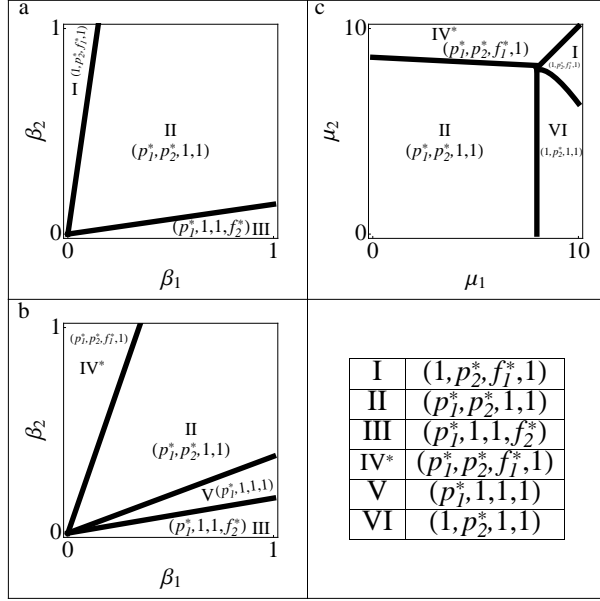 a
1
I
(1,p₂*,f₁*,1)
II
(p₁*,p₂*,1,1)
β₂
(p₁*,1,1,f₂*) III
0
0
1
β₁
c
10
IV*
(p₁*,p₂*,f₁*,1)
I
(1,p₂*,f₁*,1)
μ₂
II
(p₁*,p₂*,1,1)
VI
(1,p₂*,1,1)
0
0
10
μ₁
b
1
(p₁*,p₂*,f₁*,1)
IV*
β₂
II
(p₁*,p₂*,1,1)
V (p₁*,1,1,1)
(p₁*,1,1,f₂*) III
0
0
1
β₁
I (1,p₂*,f₁*,1)
II (p₁*,p₂*,1,1)
III (p₁*,1,1,f₂*)
IV* (p₁*,p₂*,f₁*,1)
V (p₁*,1,1,1)
VI (1,p₂*,1,1)